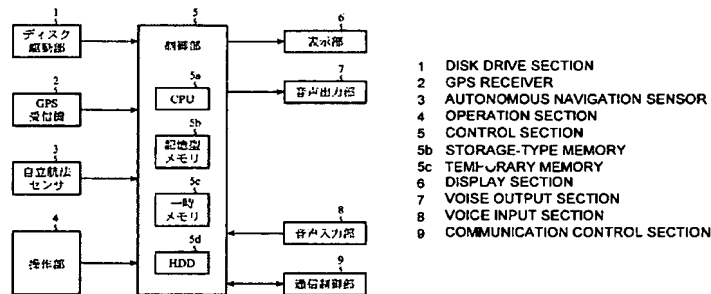 1
ディスク
駆動部
2
GPS
受信機
3
自立航法
センサ
4
操作部
5
制御部
5a
CPU
5b
記憶型
メモリ
5c
一時
メモリ
5d
HDD
6
表示部
7
音声出力部
8
音声入力部
9
通信制御部
1 DISK DRIVE SECTION
2 GPS RECEIVER
3 AUTONOMOUS NAVIGATION SENSOR
4 OPERATION SECTION
5 CONTROL SECTION
5b STORAGE-TYPE MEMORY
5c TEMPORARY MEMORY
6 DISPLAY SECTION
7 VOISE OUTPUT SECTION
8 VOICE INPUT SECTION
9 COMMUNICATION CONTROL SECTION